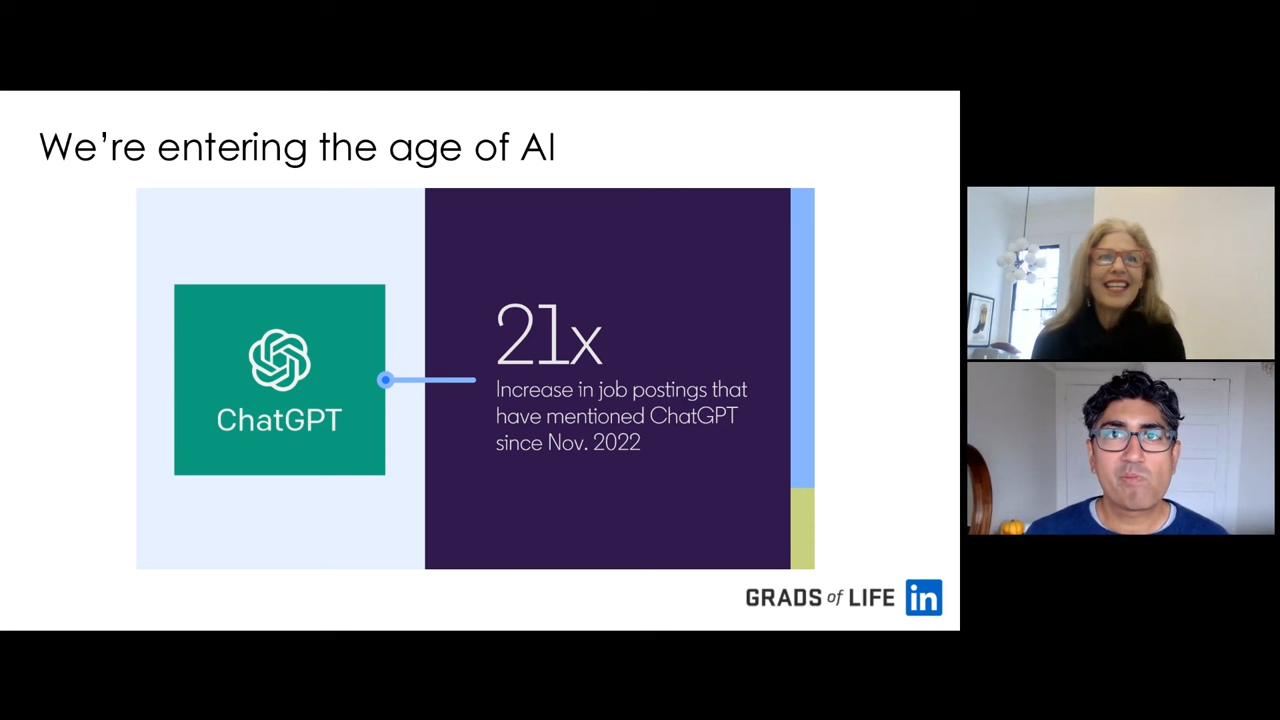 We’re entering the age of AI
ChatGPT
21x
Increase in job postings that
have mentioned ChatGPT
since Nov. 2022
GRADS of LIFE in